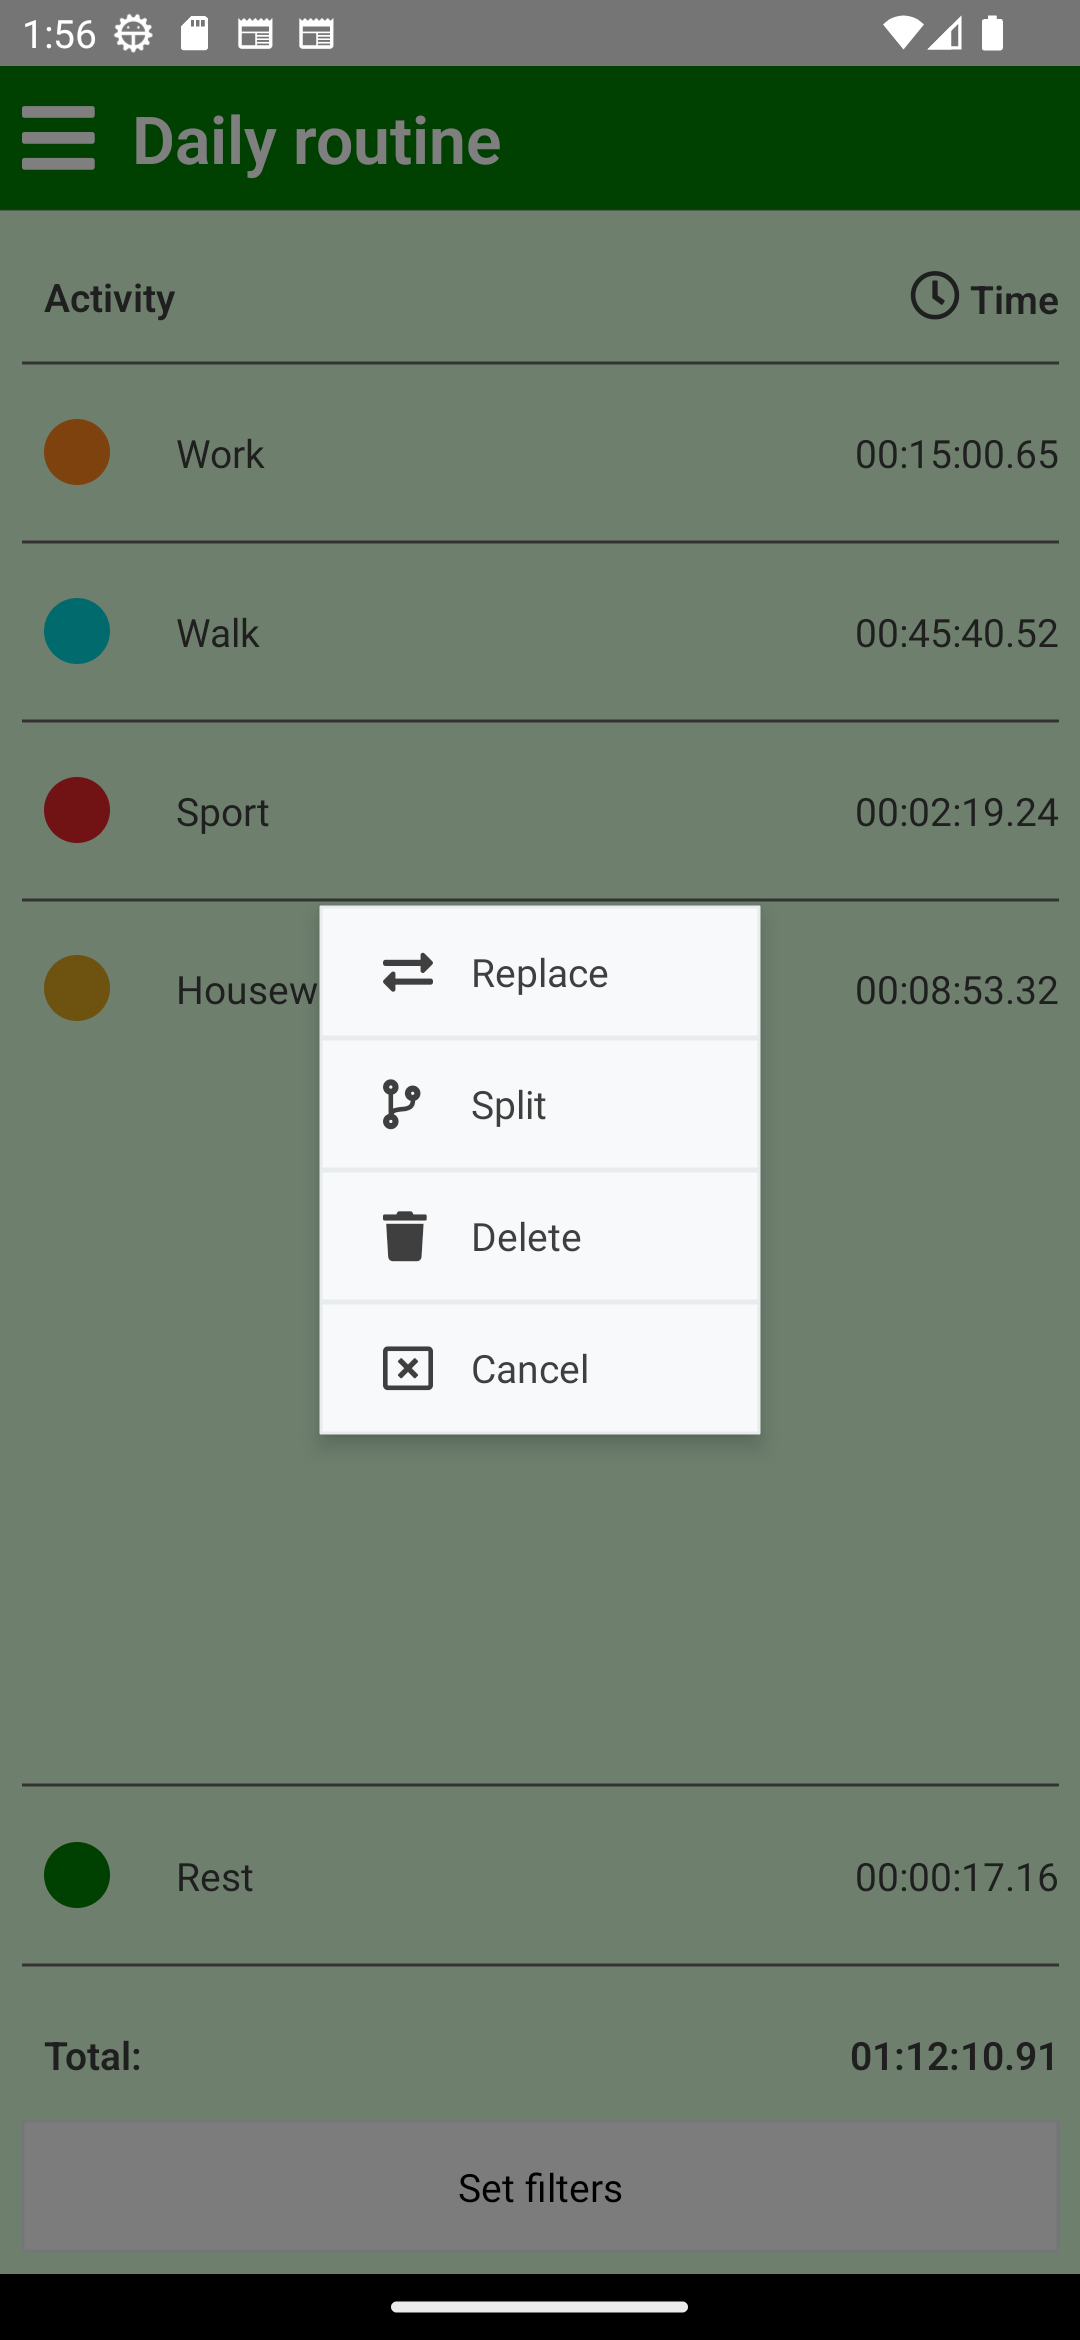 1:56
Daily routine
Activity
Time
Work 00:15:00.65
Walk 00:45:40.52
Sport 00:02:19.24
Housew 00:08:53.32
Replace
Split
Delete
Cancel
Rest 00:00:17.16
Total: 01:12:10.91
Set filters